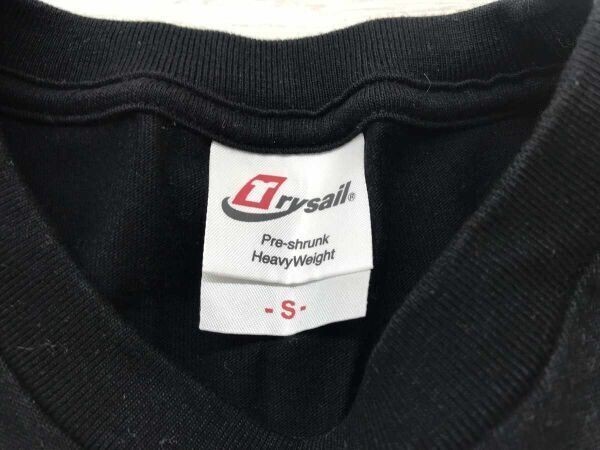 Trysail®
Pre-shrunk
HeavyWeight
- S -